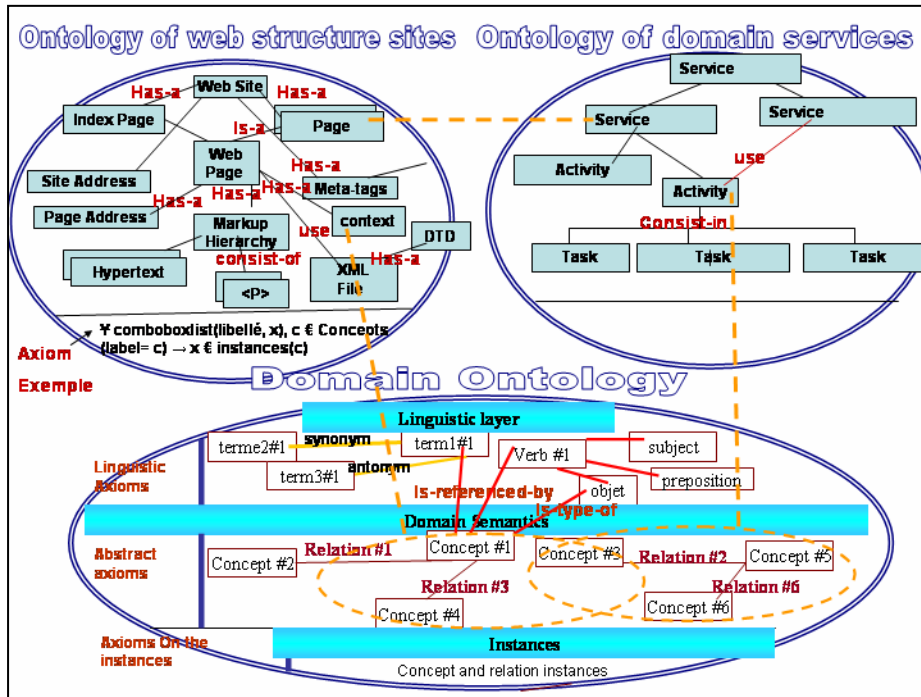 Ontology of web structure sites
Ontology of domain services
Has-a
Web Site
Has-a
Index Page
Is-a
Page
Web
Page
Has-a
Site Address
Has-a
Has-a
Has-a
Meta-tags
Page Address
Markup
Hierarchy
use
context
DTD
Hypertext
consist-of
<P>
XML
File
Has-a
¥ comboboxlist(libellé, x), c € Concepts
(label= c) → x € instances(c)
Axiom
Exemple
Service
Service
Service
use
Activity
Activity
Consist-in
Task
Task
Task
Domain Ontology
Linguistic layer
Linguistic
Axioms
terme2#1
synonym
term1#1
term3#1
antomym
Verb #1
subject
preposition
objet
Is-referenced-by
Is-type-of
Domain Semantics
Abstract
axioms
Concept #2
Relation #1
Concept #1
Concept #3
Relation #2
Concept #5
Relation #3
Relation #6
Concept #4
Concept #6
Axioms On the
instances
Instances
Concept and relation instances